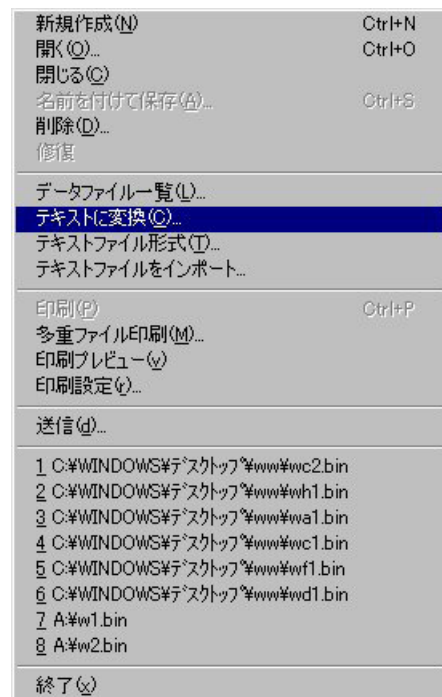 新規作成(N) Ctrl+N
開く(O)... Ctrl+O
閉じる(C)
名前を付けて保存(A)... Ctrl+S
削除(D)...
修復
データファイル一覧(L)...
テキストに変換(C)...
テキストファイル形式(T)...
テキストファイルをインポート...
印刷(P) Ctrl+P
多重ファイル印刷(M)...
印刷プレビュー(v)
印刷設定(r)...
送信(d)...
1 C:¥WINDOWS¥デスクトップ¥ww¥wc2.bin
2 C:¥WINDOWS¥デスクトップ¥ww¥wh1.bin
3 C:¥WINDOWS¥デスクトップ¥ww¥wa1.bin
4 C:¥WINDOWS¥デスクトップ¥ww¥wc1.bin
5 C:¥WINDOWS¥デスクトップ¥ww¥wf1.bin
6 C:¥WINDOWS¥デスクトップ¥ww¥wd1.bin
7 A:¥w1.bin
8 A:¥w2.bin
終了(x)